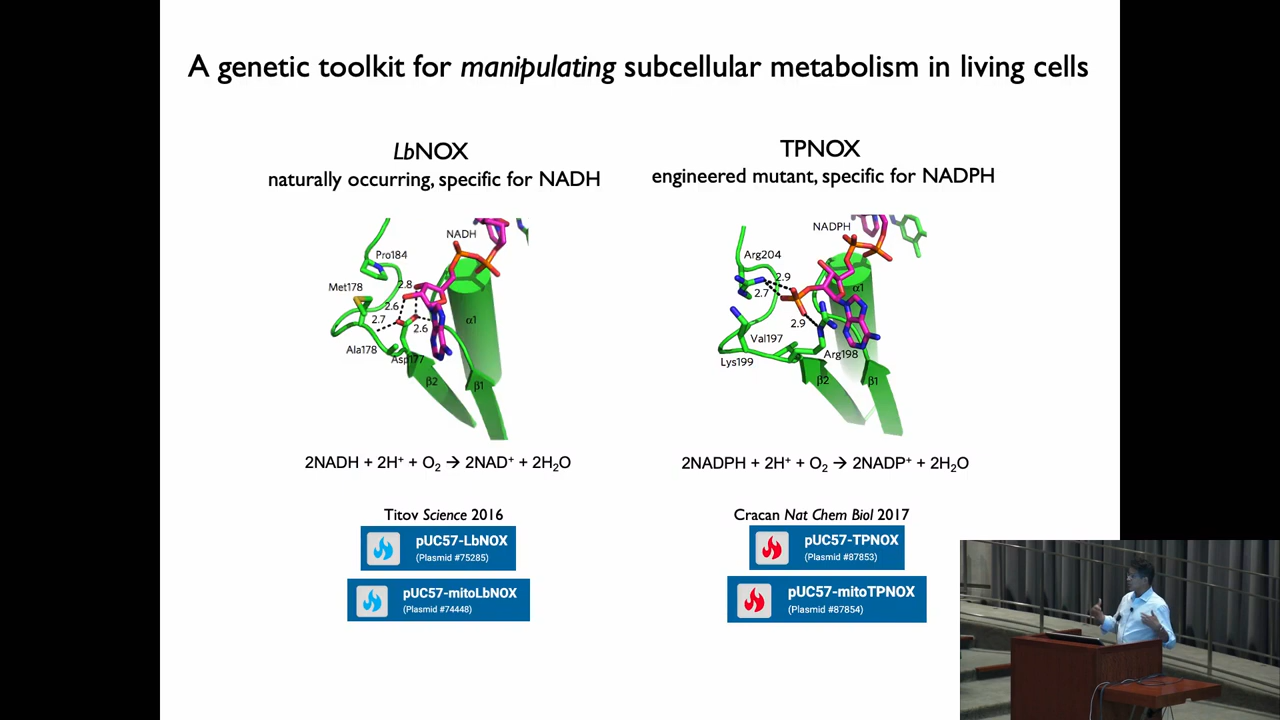 A genetic toolkit for manipulating subcellular metabolism in living cells
LbNOX
naturally occurring, specific for NADH
NADH
Pro184
Met178
2.8
2.6
2.7
2.6
α1
Ala178
Asp177
β2
β1
2NADH + 2H⁺ + O₂ → 2NAD⁺ + 2H₂O
Titov Science 2016
pUC57-LbNOX
(Plasmid #75285)
pUC57-mitoLbNOX
(Plasmid #74448)
TPNOX
engineered mutant, specific for NADPH
NADPH
Arg204
2.9
2.7
α1
2.9
Val197
Lys199
Arg198
β2
β1
2NADPH + 2H⁺ + O₂ → 2NADP⁺ + 2H₂O
Cracan Nat Chem Biol 2017
pUC57-TPNOX
(Plasmid #87853)
pUC57-mitoTPNOX
(Plasmid #87854)